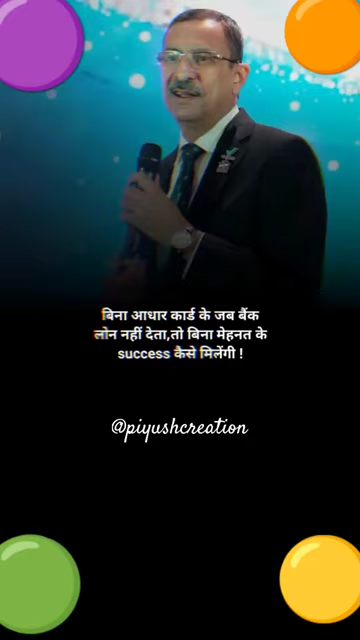 बिना आधार कार्ड के जब बैंक
लोन नहीं देता,तो बिना मेहनत के
success कैसे मिलेंगी !
@piyushcreation